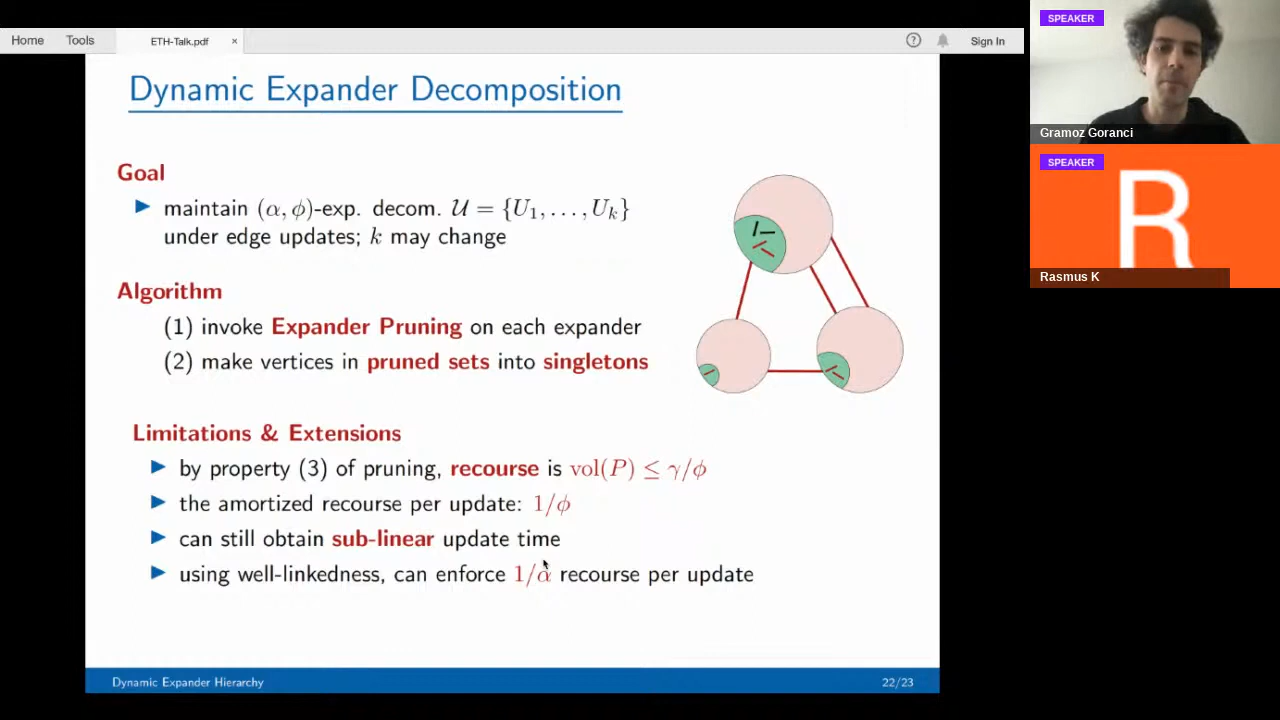 Home Tools ETH-Talk.pdf × ? Sign In
Dynamic Expander Decomposition
Goal
▶ maintain (α, ϕ)-exp. decom. 𝒰 = {U₁, . . . , Uₖ}
under edge updates; k may change
Algorithm
(1) invoke Expander Pruning on each expander
(2) make vertices in pruned sets into singletons
Limitations & Extensions
▶ by property (3) of pruning, recourse is vol(P) ≤ γ/ϕ
▶ the amortized recourse per update: 1/ϕ
▶ can still obtain sub-linear update time
▶ using well-linkedness, can enforce 1/α recourse per update
Dynamic Expander Hierarchy 22/23
SPEAKER
Gramoz Goranci
SPEAKER
R
Rasmus K